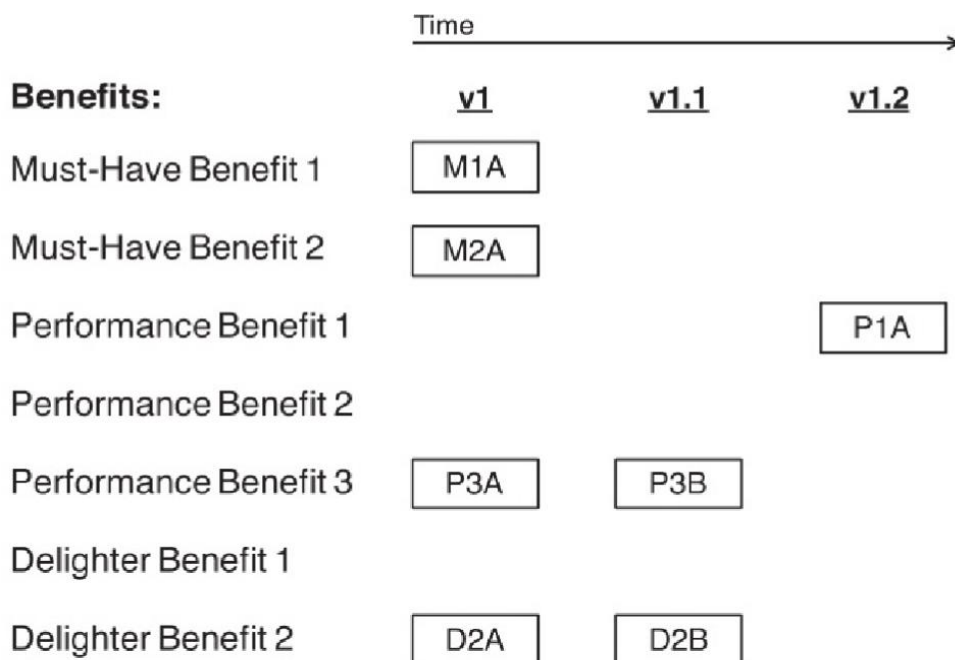 Time
Benefits: v1 v1.1 v1.2
Must-Have Benefit 1 M1A
Must-Have Benefit 2 M2A
Performance Benefit 1 P1A
Performance Benefit 2
Performance Benefit 3 P3A P3B
Delighter Benefit 1
Delighter Benefit 2 D2A D2B